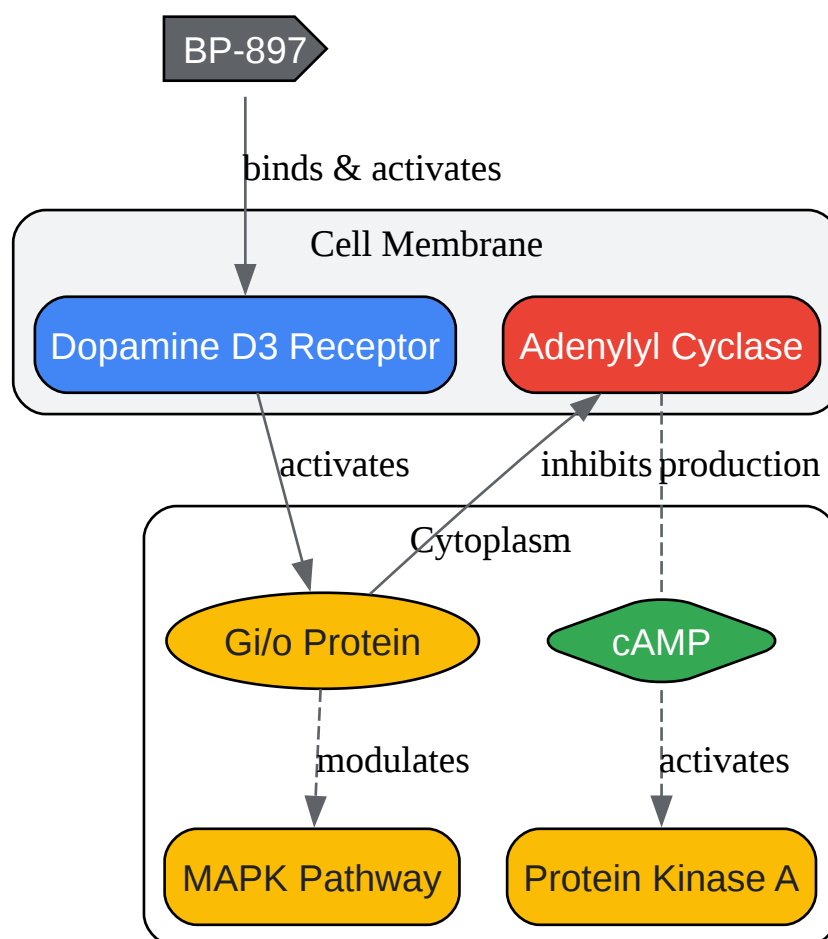 BP-897
binds & activates
Cell Membrane
Dopamine D3 Receptor
Adenylyl Cyclase
activates
inhibits
production
Cytoplasm
Gi/o Protein
cAMP
modulates
activates
MAPK Pathway
Protein Kinase A